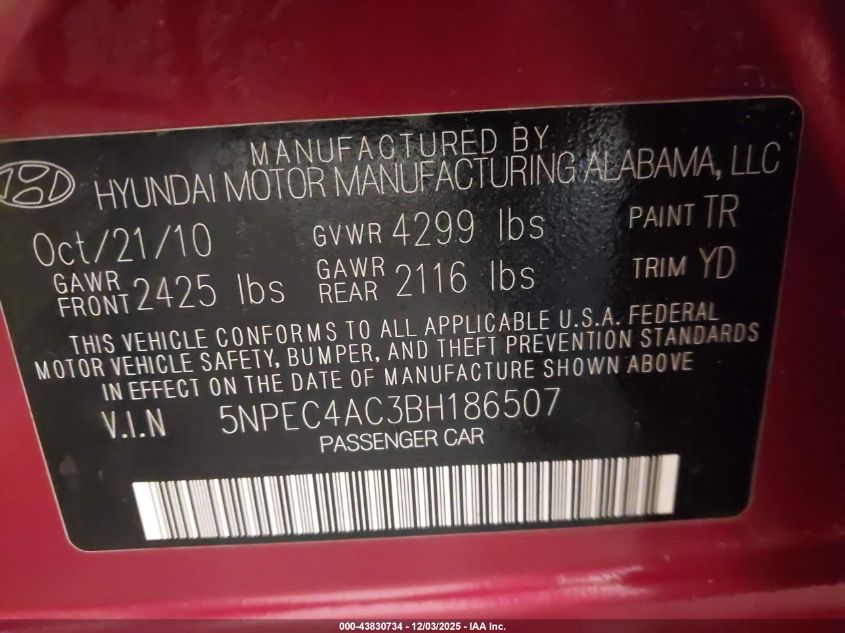 MANUFACTURED BY
HYUNDAI MOTOR MANUFACTURING ALABAMA, LLC
Oct/21/10 GVWR 4299 lbs PAINT TR
GAWR FRONT 2425 lbs GAWR REAR 2116 lbs TRIM YD
THIS VEHICLE CONFORMS TO ALL APPLICABLE U.S.A. FEDERAL
MOTOR VEHICLE SAFETY, BUMPER, AND THEFT PREVENTION STANDARDS
IN EFFECT ON THE DATE OF MANUFACTURE SHOWN ABOVE
V.I.N 5NPEC4AC3BH186507
PASSENGER CAR
000-43830734 - 12/03/2025 - IAA Inc.